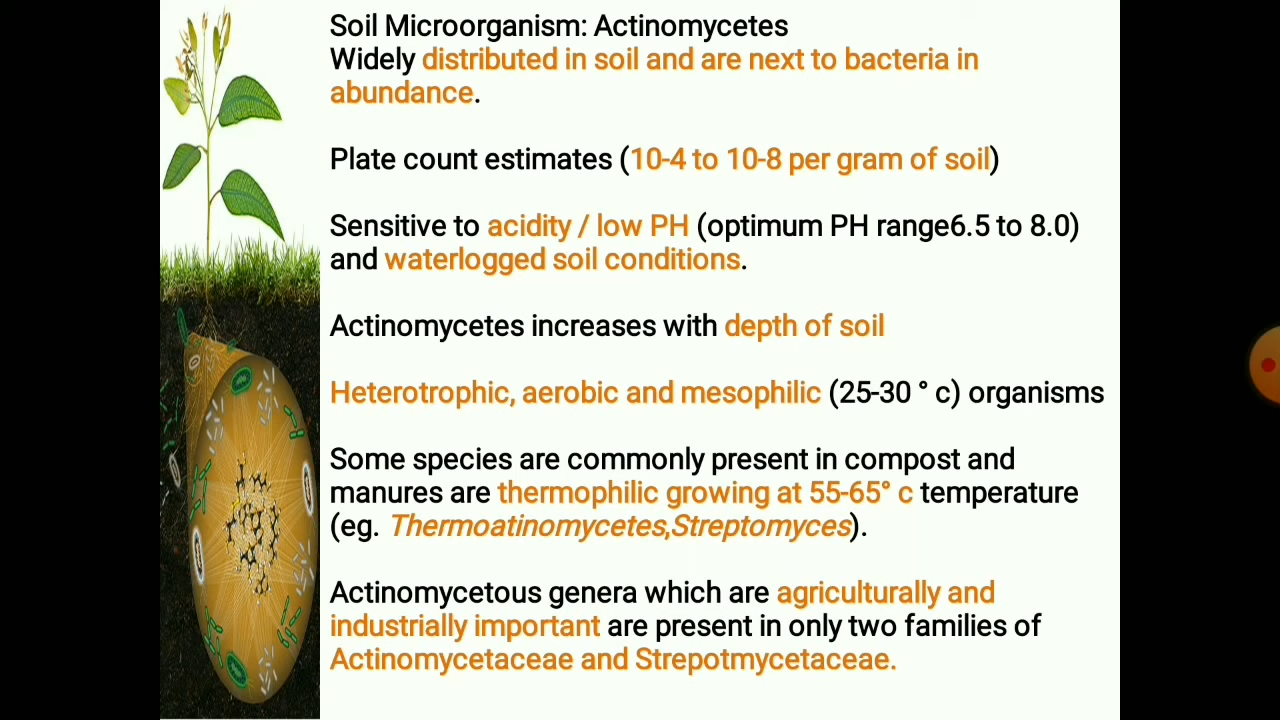 Soil Microorganism: Actinomycetes
Widely distributed in soil and are next to bacteria in
abundance.
Plate count estimates (10-4 to 10-8 per gram of soil)
Sensitive to acidity / low PH (optimum PH range6.5 to 8.0)
and waterlogged soil conditions.
Actinomycetes increases with depth of soil
Heterotrophic, aerobic and mesophilic (25-30 ° c) organisms
Some species are commonly present in compost and
manures are thermophilic growing at 55-65° c temperature
(eg. Thermoatinomycetes,Streptomyces).
Actinomycetous genera which are agriculturally and
industrially important are present in only two families of
Actinomycetaceae and Strepotmycetaceae.